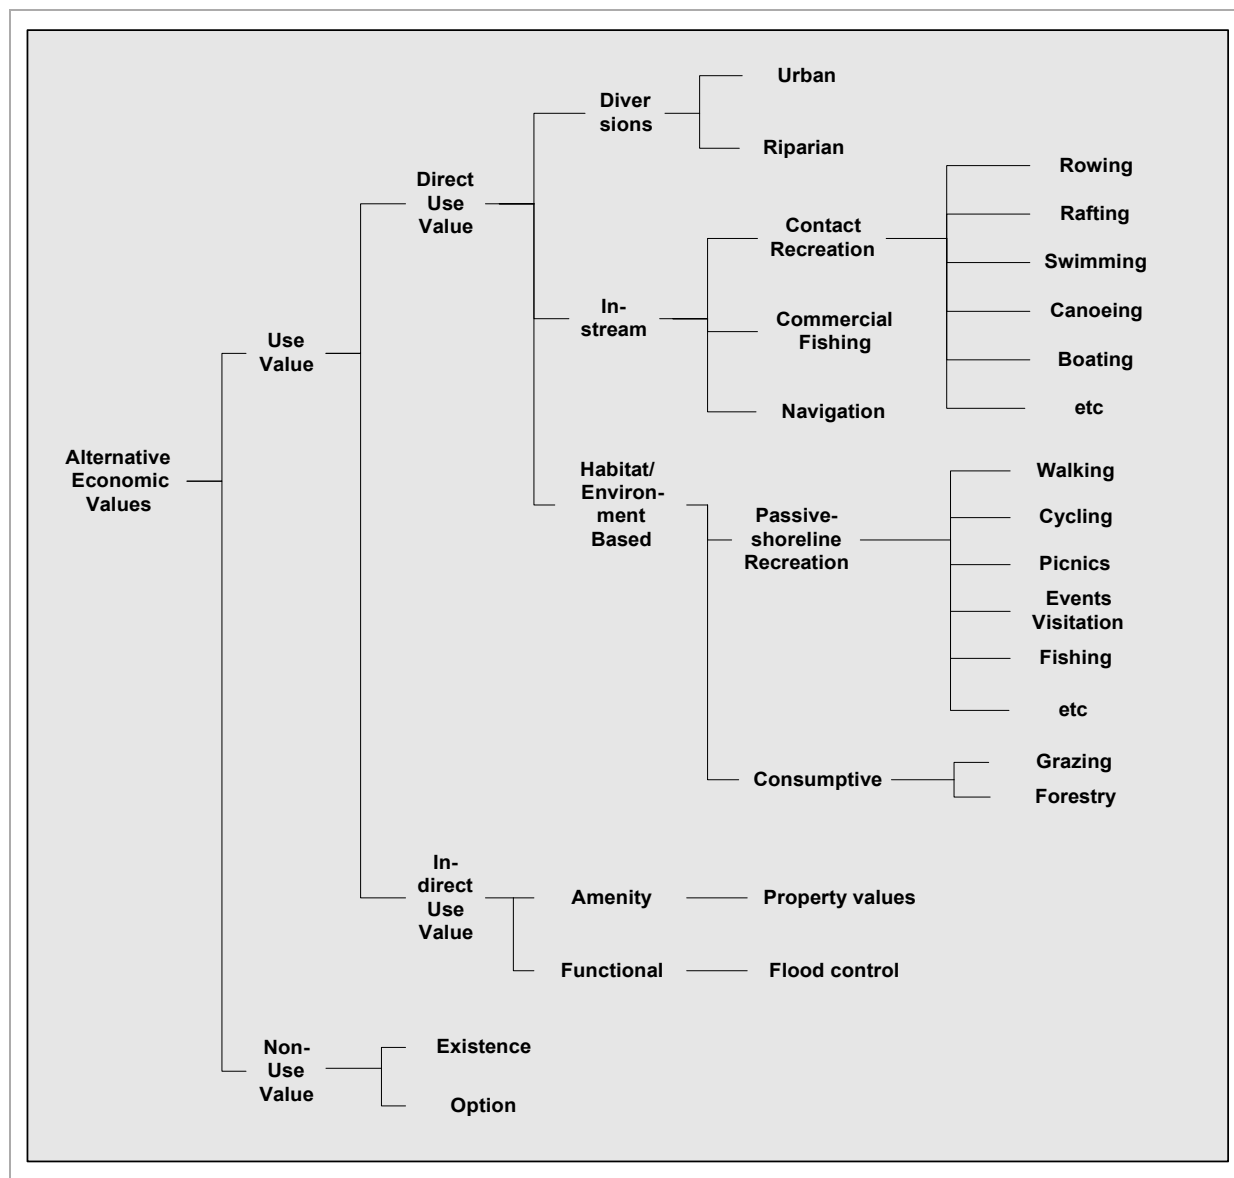 Urban
Diver
sions
Riparian
Rowing
Direct
Use
Value
Rafting
Contact
Recreation
Swimming
In-
stream
Commercial
Fishing
Canoeing
Use
Value
Boating
Navigation
etc
Alternative
Economic
Values
Habitat/
Environ-
ment
Based
Walking
Passive-
shoreline
Recreation
Cycling
Picnics
Events
Visitation
Fishing
etc
Consumptive
Grazing
Forestry
In-
direct
Use
Value
Amenity
Property values
Functional
Flood control
Non-
Use
Value
Existence
Option